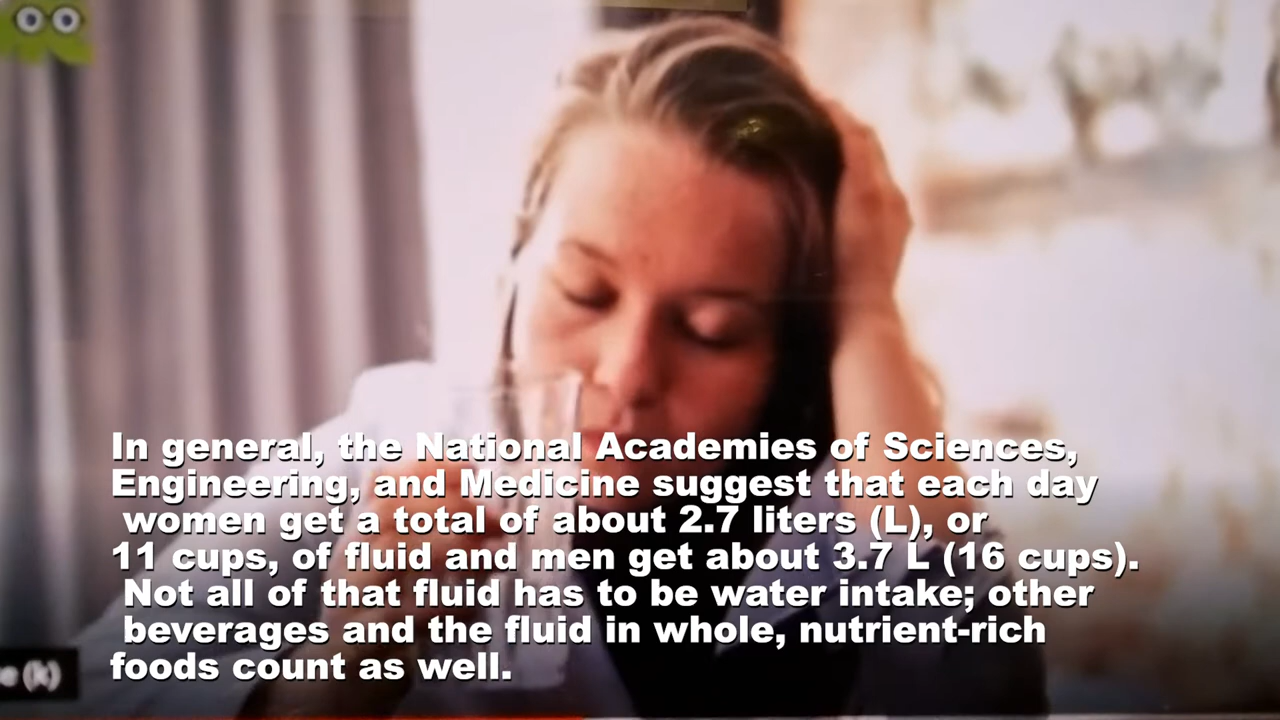 In general, the National Academies of Sciences,
Engineering, and Medicine suggest that each day
women get a total of about 2.7 liters (L), or
11 cups, of fluid and men get about 3.7 L (16 cups).
Not all of that fluid has to be water intake; other
beverages and the fluid in whole, nutrient-rich
foods count as well.
e (k)